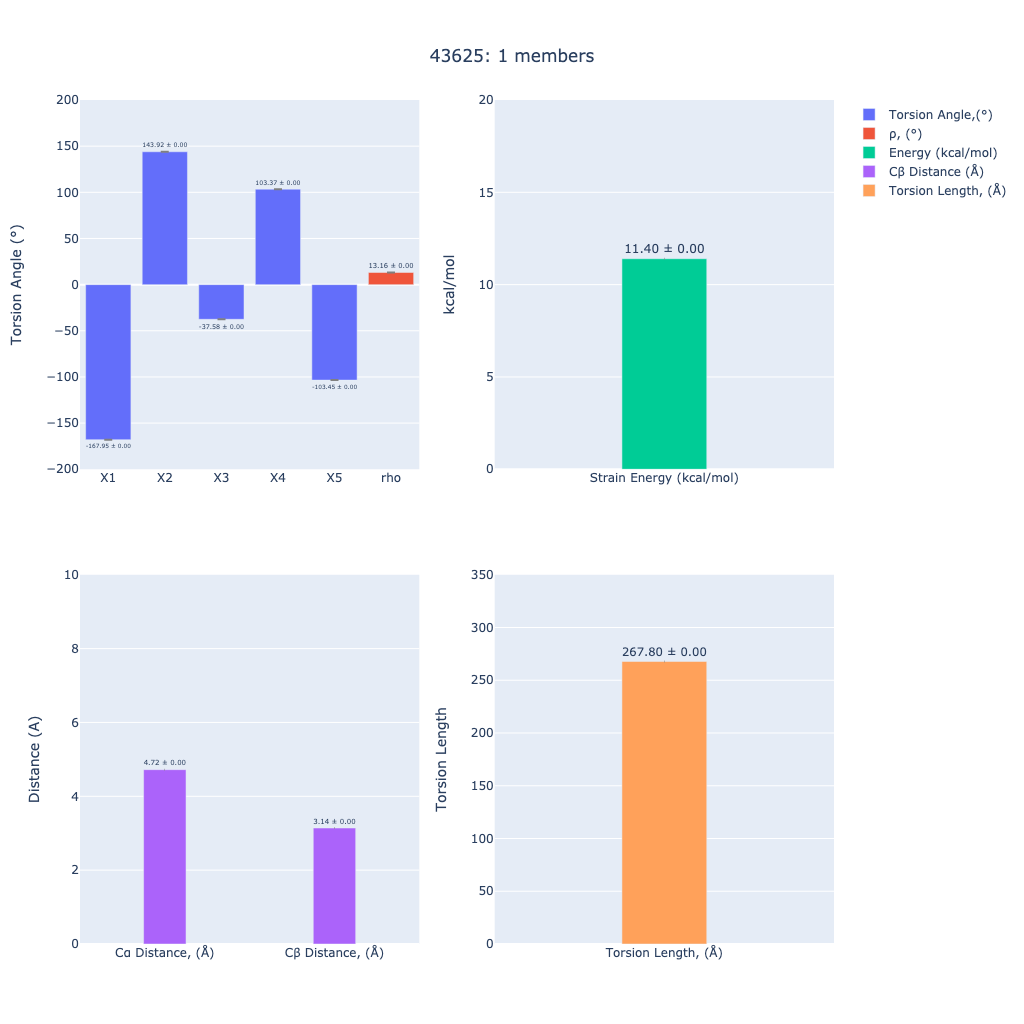 43625: 1 members
200
150
100
50
0
−50
−100
−150
−200
Torsion Angle (°)
143.92 ± 0.00
103.37 ± 0.00
13.16 ± 0.00
-37.58 ± 0.00
-103.45 ± 0.00
-167.95 ± 0.00
X1 X2 X3 X4 X5 rho
20
15
10
5
0
kcal/mol
11.40 ± 0.00
Strain Energy (kcal/mol)
Torsion Angle,(°)
ρ, (°)
Energy (kcal/mol)
Cβ Distance (Å)
Torsion Length, (Å)
10
8
6
4
2
0
Distance (A)
4.72 ± 0.00
3.14 ± 0.00
Cα Distance, (Å) Cβ Distance, (Å)
350
300
250
200
150
100
50
0
Torsion Length
267.80 ± 0.00
Torsion Length, (Å)